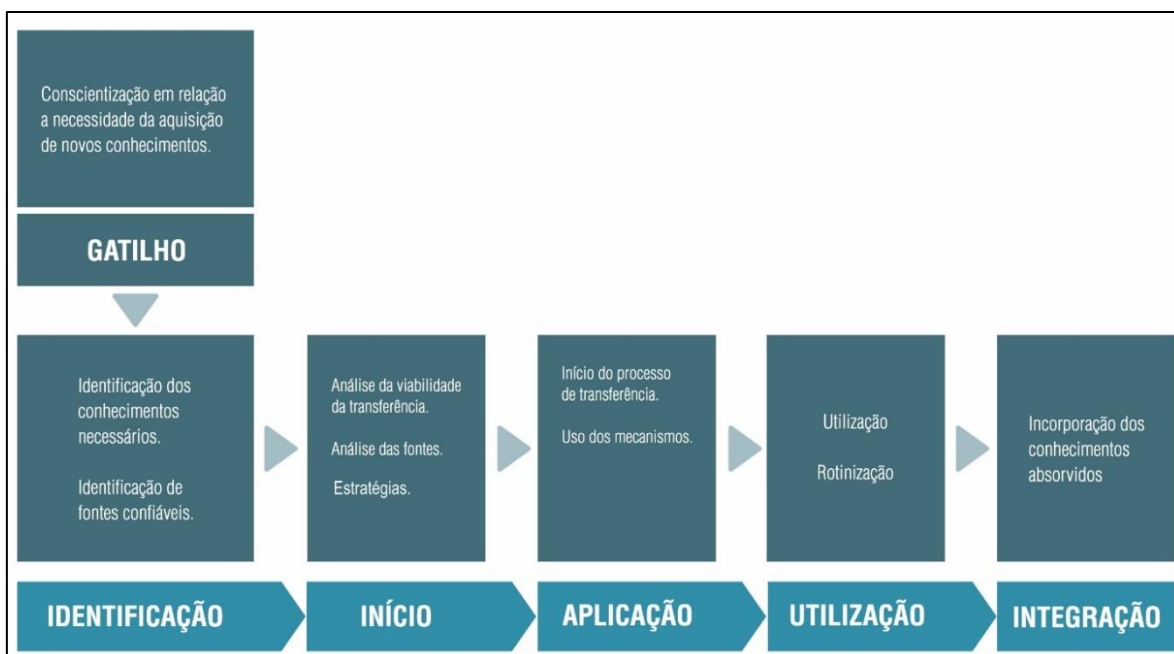 Conscientização em relação
a necessidade da aquisição
de novos conhecimentos.
GATILHO
Identificação dos
conhecimentos
necessários.
Identificação de
fontes confiáveis.
Análise da viabilidade
da transferência.
Análise das fontes.
Estratégias.
Início do processo
de transferência.
Uso dos mecanismos.
Utilização
Rotinização
Incorporação dos
conhecimentos
absorvidos
IDENTIFICAÇÃO
INÍCIO
APLICAÇÃO
UTILIZAÇÃO
INTEGRAÇÃO